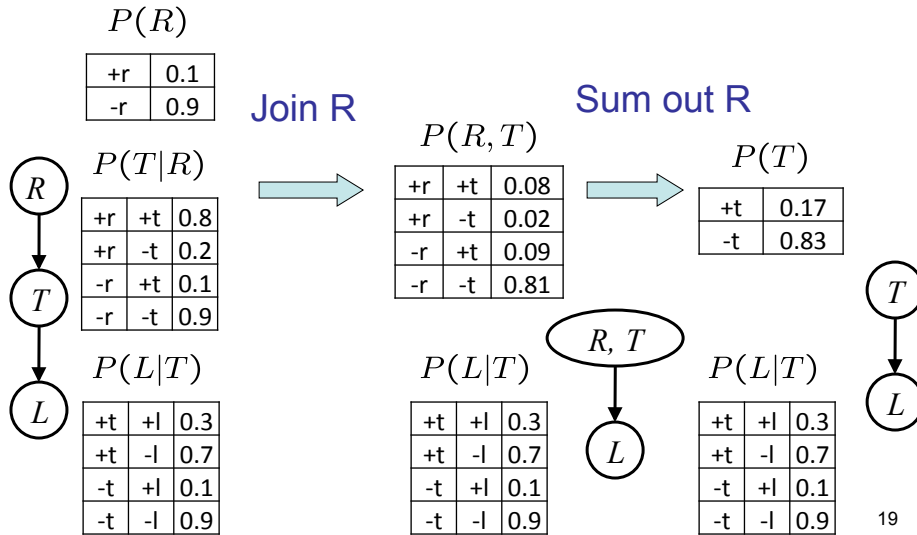 P(R)
+r 0.1
-r 0.9
Join R
Sum out R
R
T
L
P(T|R)
+r +t 0.8
+r -t 0.2
-r +t 0.1
-r -t 0.9
P(L|T)
+t +l 0.3
+t -l 0.7
-t +l 0.1
-t -l 0.9
P(R, T)
+r +t 0.08
+r -t 0.02
-r +t 0.09
-r -t 0.81
R, T
L
P(L|T)
+t +l 0.3
+t -l 0.7
-t +l 0.1
-t -l 0.9
P(T)
+t 0.17
-t 0.83
T
L
P(L|T)
+t +l 0.3
+t -l 0.7
-t +l 0.1
-t -l 0.9
19